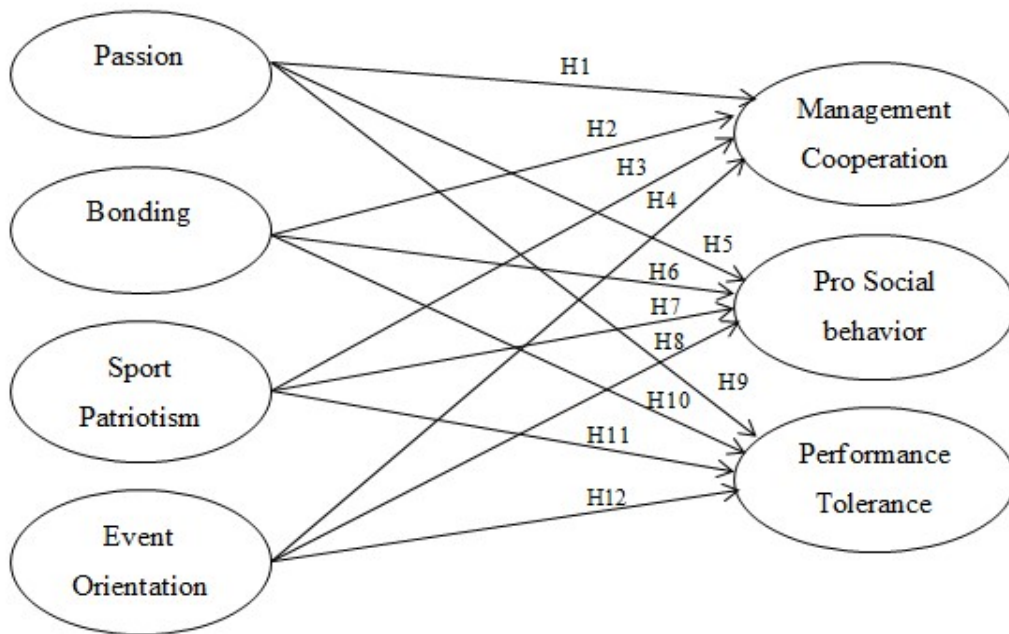 Passion
Bonding
Sport
Patriotism
Event
Orientation
H1
H2
H3
H4
H5
H6
H7
H8
H9
H10
H11
H12
Management
Cooperation
Pro Social
behavior
Performance
Tolerance